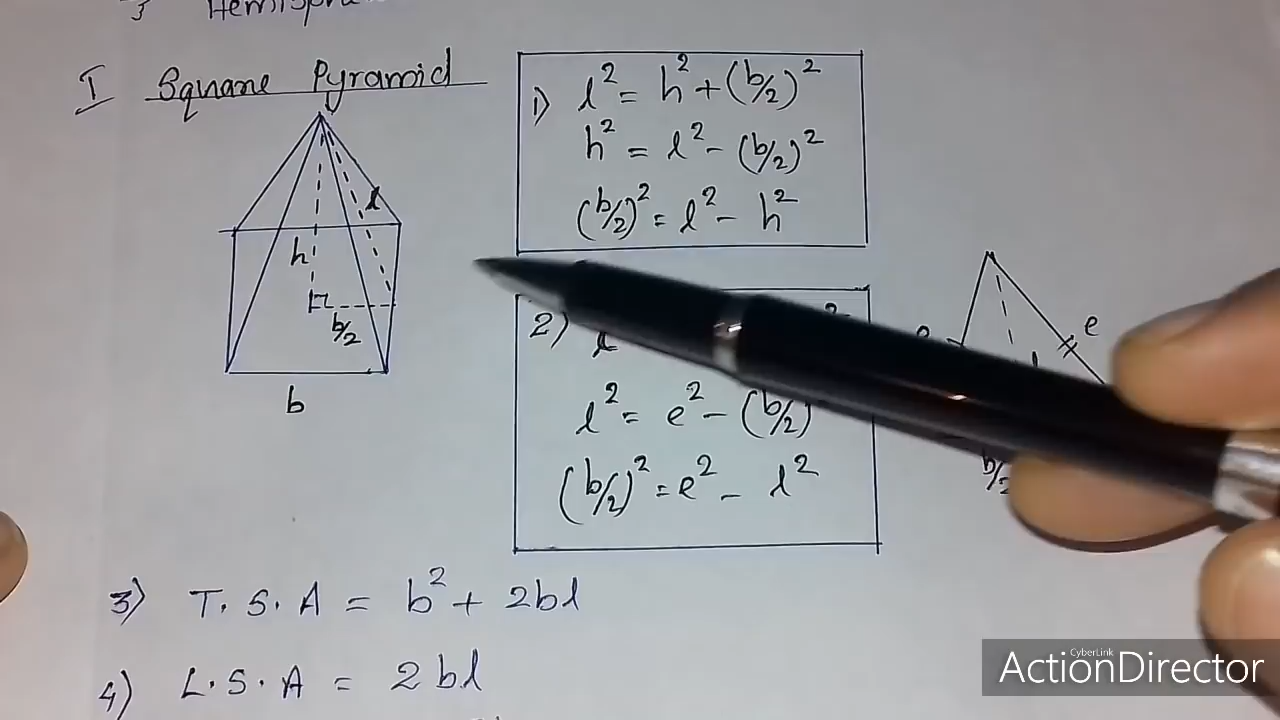 I Square Pyramid
h
l
b/2
b
1) l² = h² + (b/2)²
h² = l² - (b/2)²
(b/2)² = l² - h²
2)
l² = e² - (b/2)
(b/2)² = e² - l²
e
3) T.S.A = b² + 2bl
4) L.S.A = 2bl
CyberLink
ActionDirector